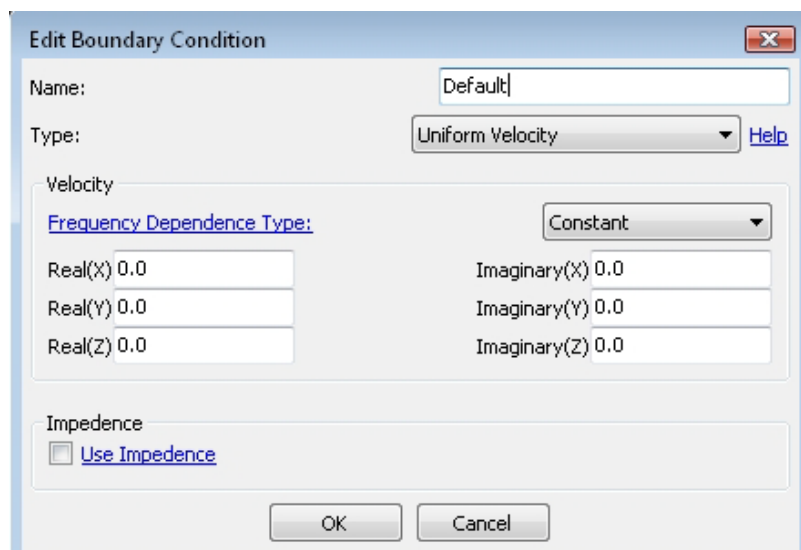 Edit Boundary Condition
Name: Default
Type: Uniform Velocity Help
Velocity
Frequency Dependence Type: Constant
Real(X) 0.0 Imaginary(X) 0.0
Real(Y) 0.0 Imaginary(Y) 0.0
Real(Z) 0.0 Imaginary(Z) 0.0
Impedence
Use Impedence
OK Cancel